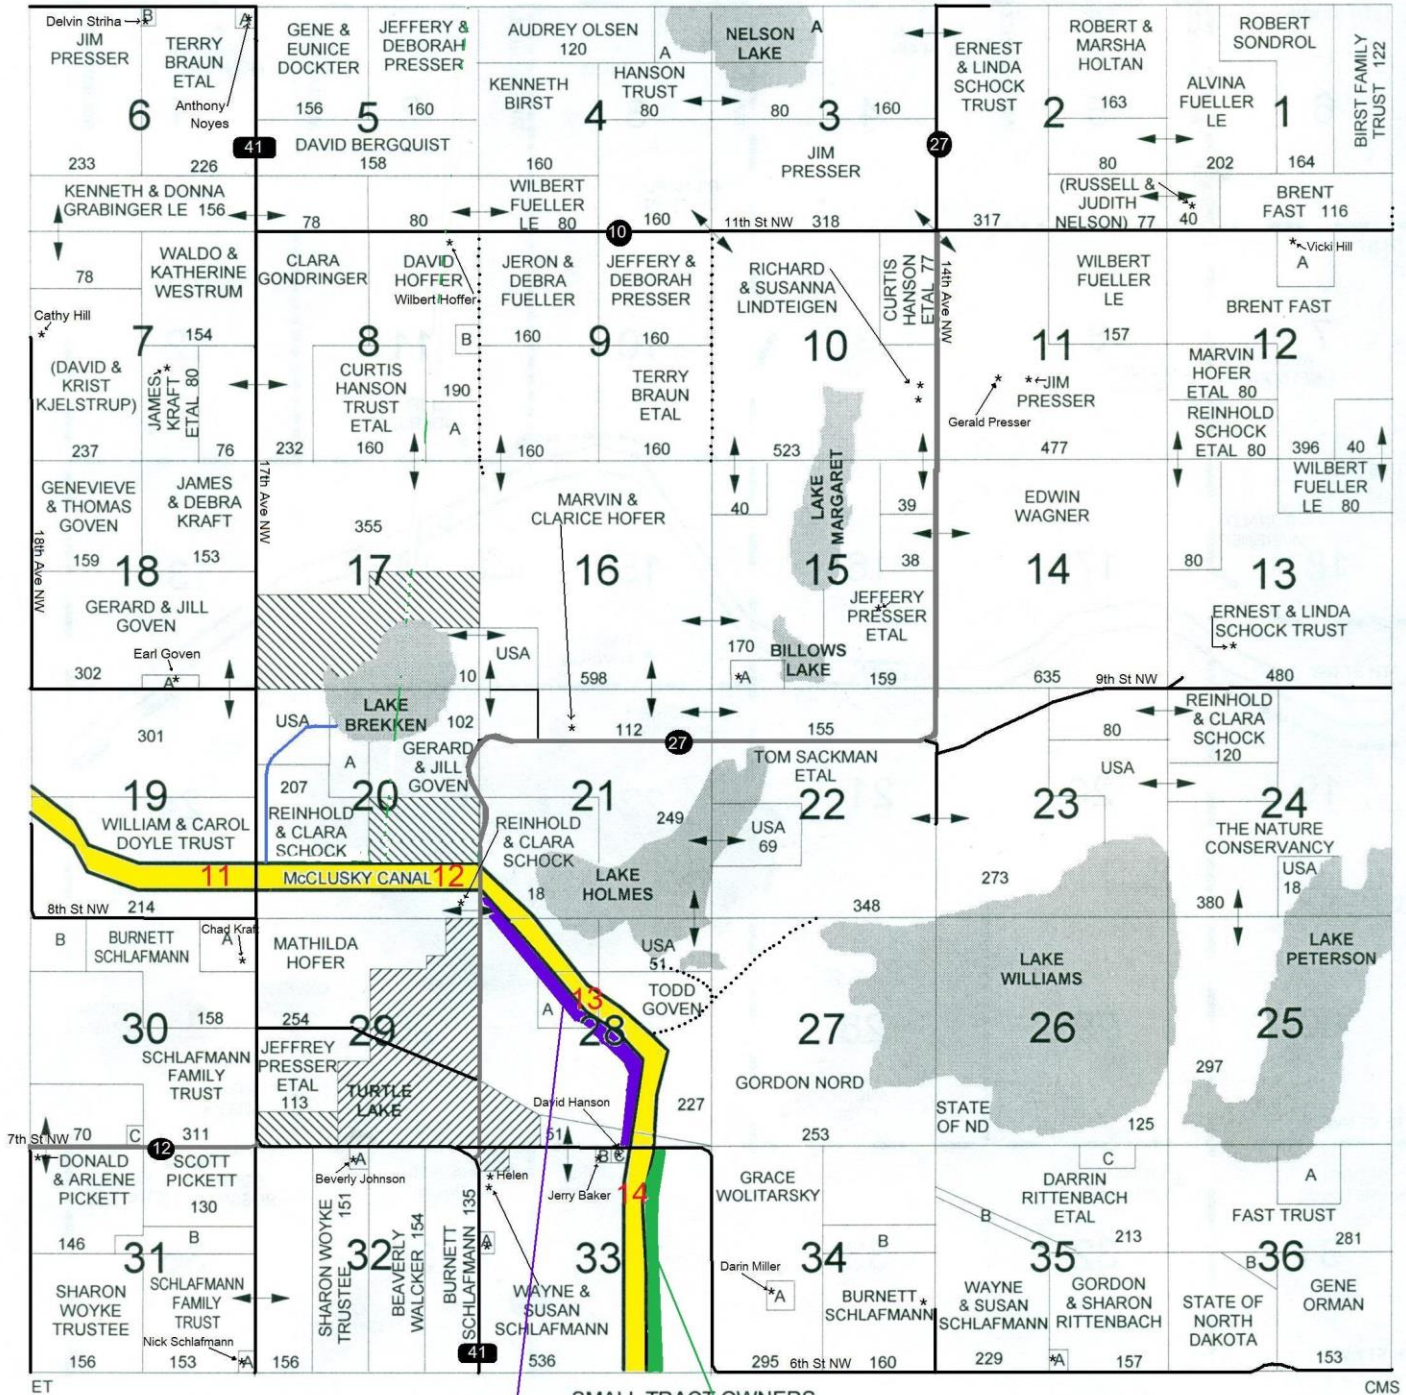 Delvin Striha
B
A
JIM
PRESSER
TERRY
BRAUN
ETAL
Anthony
Noyes
6
233
226
41
KENNETH & DONNA
GRABINGER LE 156
GENE &
EUNICE
DOCKTER
156
JEFFERY &
DEBORAH
PRESSER
160
5
DAVID BERGQUIST
158
78
80
AUDREY OLSEN
120
A
KENNETH
BIRST
HANSON
TRUST
80
4
160
WILBERT
FUELLER
LE 80
160
10
NELSON
LAKE
A
80
160
3
JIM
PRESSER
11th St NW
318
27
ERNEST
& LINDA
SCHOCK
TRUST
ROBERT &
MARSHA
HOLTAN
163
2
80
(RUSSELL &
JUDITH
NELSON) 77
317
ROBERT
SONDROL
ALVINA
FUELLER
LE
1
202
164
BIRST FAMILY
TRUST 122
40
BRENT
FAST 116
78
WALDO &
KATHERINE
WESTRUM
154
Cathy Hill
7
(DAVID &
KRIST
KJELSTRUP)
JAMES
KRAFT
ETAL 80
237
76
CLARA
GONDRINGER
DAVID
HOFFER
Wilbert Hoffer
8
B
CURTIS
HANSON
TRUST
ETAL
190
A
232
160
JERON &
DEBRA
FUELLER
160
JEFFERY &
DEBORAH
PRESSER
160
9
TERRY
BRAUN
ETAL
160
160
RICHARD
& SUSANNA
LINDTEIGEN
CURTIS
HANSON
ETAL 77
14th Ave NW
10
523
WILBERT
FUELLER
LE
157
11
JIM
PRESSER
Gerald Presser
477
Vicki Hill
A
BRENT FAST
12
MARVIN
HOFER
ETAL 80
REINHOLD
SCHOCK
ETAL 80
396
40
GENEVIEVE
& THOMAS
GOVEN
159
JAMES
& DEBRA
KRAFT
153
17th Ave NW
18th Ave NW
18
GERARD & JILL
GOVEN
Earl Goven
302
A
355
17
MARVIN &
CLARICE HOFER
16
USA
10
598
40
LAKE
MARGARET
39
38
15
JEFFERY
PRESSER
ETAL
170
BILLOWS
LAKE
A
159
EDWIN
WAGNER
14
635
WILBERT
FUELLER
LE 80
80
13
ERNEST & LINDA
SCHOCK TRUST
9th St NW
480
301
19
WILLIAM & CAROL
DOYLE TRUST
USA
LAKE
BREKKEN
102
GERARD
& JILL
GOVEN
A
207
20
REINHOLD
& CLARA
SCHOCK
112
27
155
21
REINHOLD
& CLARA
SCHOCK
18
LAKE
HOLMES
249
TOM SACKMAN
ETAL
22
USA
69
348
80
USA
23
273
REINHOLD
& CLARA
SCHOCK
120
24
THE NATURE
CONSERVANCY
USA
18
380
11
McCLUSKY CANAL
12
8th St NW
214
B
BURNETT
SCHLAFMANN
A
Chad Kraft
30
158
SCHLAFMANN
FAMILY
TRUST
70
C
311
7th St NW
12
MATHILDA
HOFER
254
29
JEFFREY
PRESSER
ETAL
113
TURTLE
LAKE
USA
51
13
A
28
TODD
GOVEN
David Hanson
227
51
27
GORDON NORD
253
LAKE
WILLIAMS
26
STATE
OF ND
125
LAKE
PETERSON
25
297
DONALD
& ARLENE
PICKETT
SCOTT
PICKETT
130
B
146
31
SHARON
WOYKE
TRUSTEE
SCHLAFMANN
FAMILY
TRUST
Nick Schlafmann
156
153
A
A
Beverly Johnson
SHARON WOYKE
TRUSTEE 151
32
BEAVERLY
WALCKER 154
BURNETT
SCHLAFMANN 135
156
41
Helen
A
B
Jerry Baker
14
33
WAYNE &
SUSAN
SCHLAFMANN
536
GRACE
WOLITARSKY
B
34
Darin Miller
A
BURNETT
SCHLAFMANN
295
6th St NW
160
C
DARRIN
RITTENBACH
ETAL
B
213
35
WAYNE
& SUSAN
SCHLAFMANN
GORDON
& SHARON
RITTENBACH
229
A
157
A
FAST TRUST
281
B
36
STATE OF
NORTH
DAKOTA
GENE
ORMAN
153
ET
SMALL TRACT OWNERS
CMS